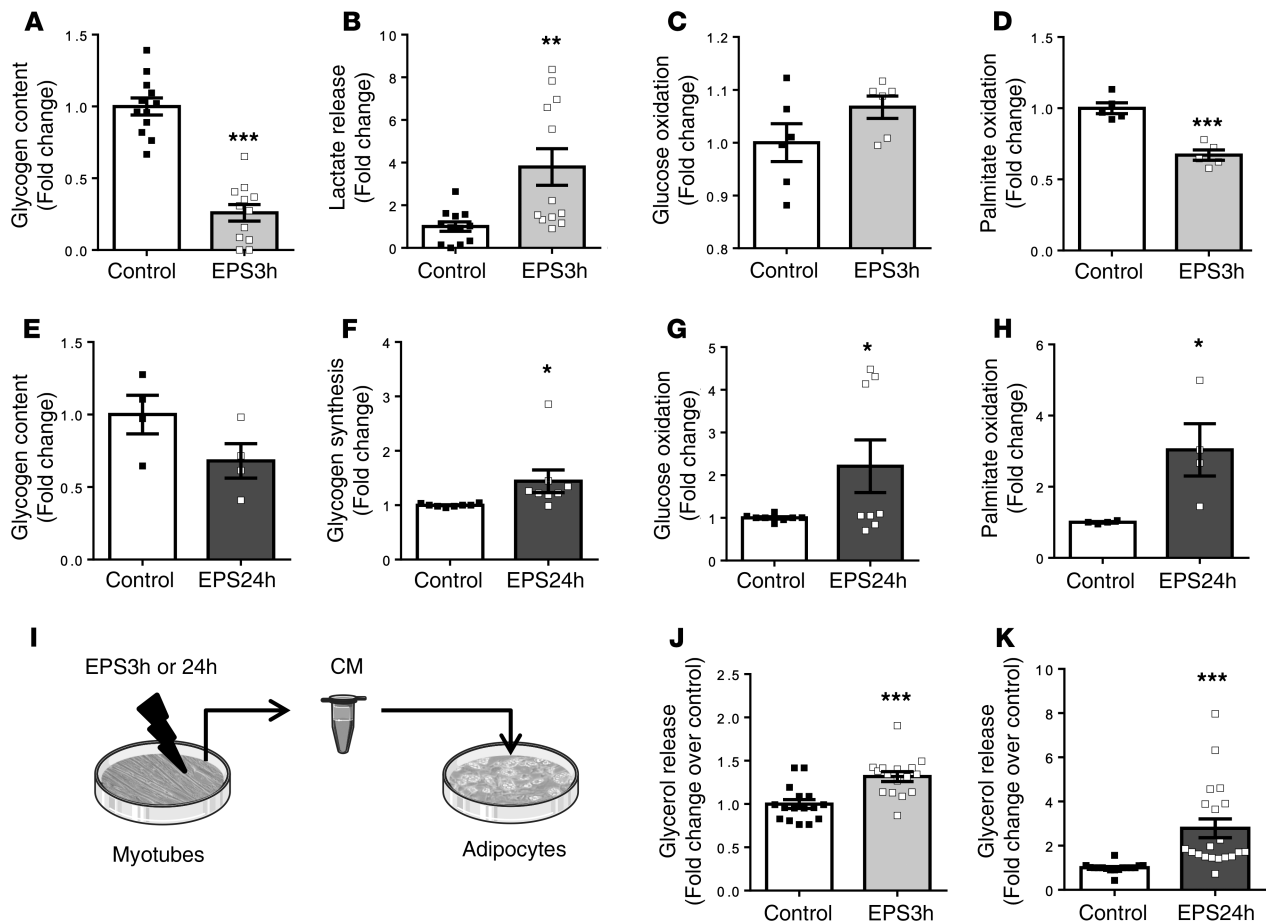 A
Glycogen content
(Fold change)
1.5
1.0
0.5
0.0
***
Control
EPS3h
B
Lactate release
(Fold change)
10
8
6
4
2
0
**
Control
EPS3h
C
Glucose oxidation
(Fold change)
1.2
1.1
1.0
0.9
0.8
Control
EPS3h
D
Palmitate oxidation
(Fold change)
1.5
1.0
0.5
0.0
***
Control
EPS3h
E
Glycogen content
(Fold change)
1.5
1.0
0.5
0.0
Control
EPS24h
F
Glycogen synthesis
(Fold change)
4
3
2
1
0
*
Control
EPS24h
G
Glucose oxidation
(Fold change)
5
4
3
2
1
0
*
Control
EPS24h
H
Palmitate oxidation
(Fold change)
6
4
2
0
*
Control
EPS24h
I
EPS3h or 24h
CM
Myotubes
Adipocytes
J
Glycerol release
(Fold change over control)
2.5
2.0
1.5
1.0
0.5
0.0
***
Control
EPS3h
K
Glycerol release
(Fold change over control)
10
8
6
4
2
0
***
Control
EPS24h